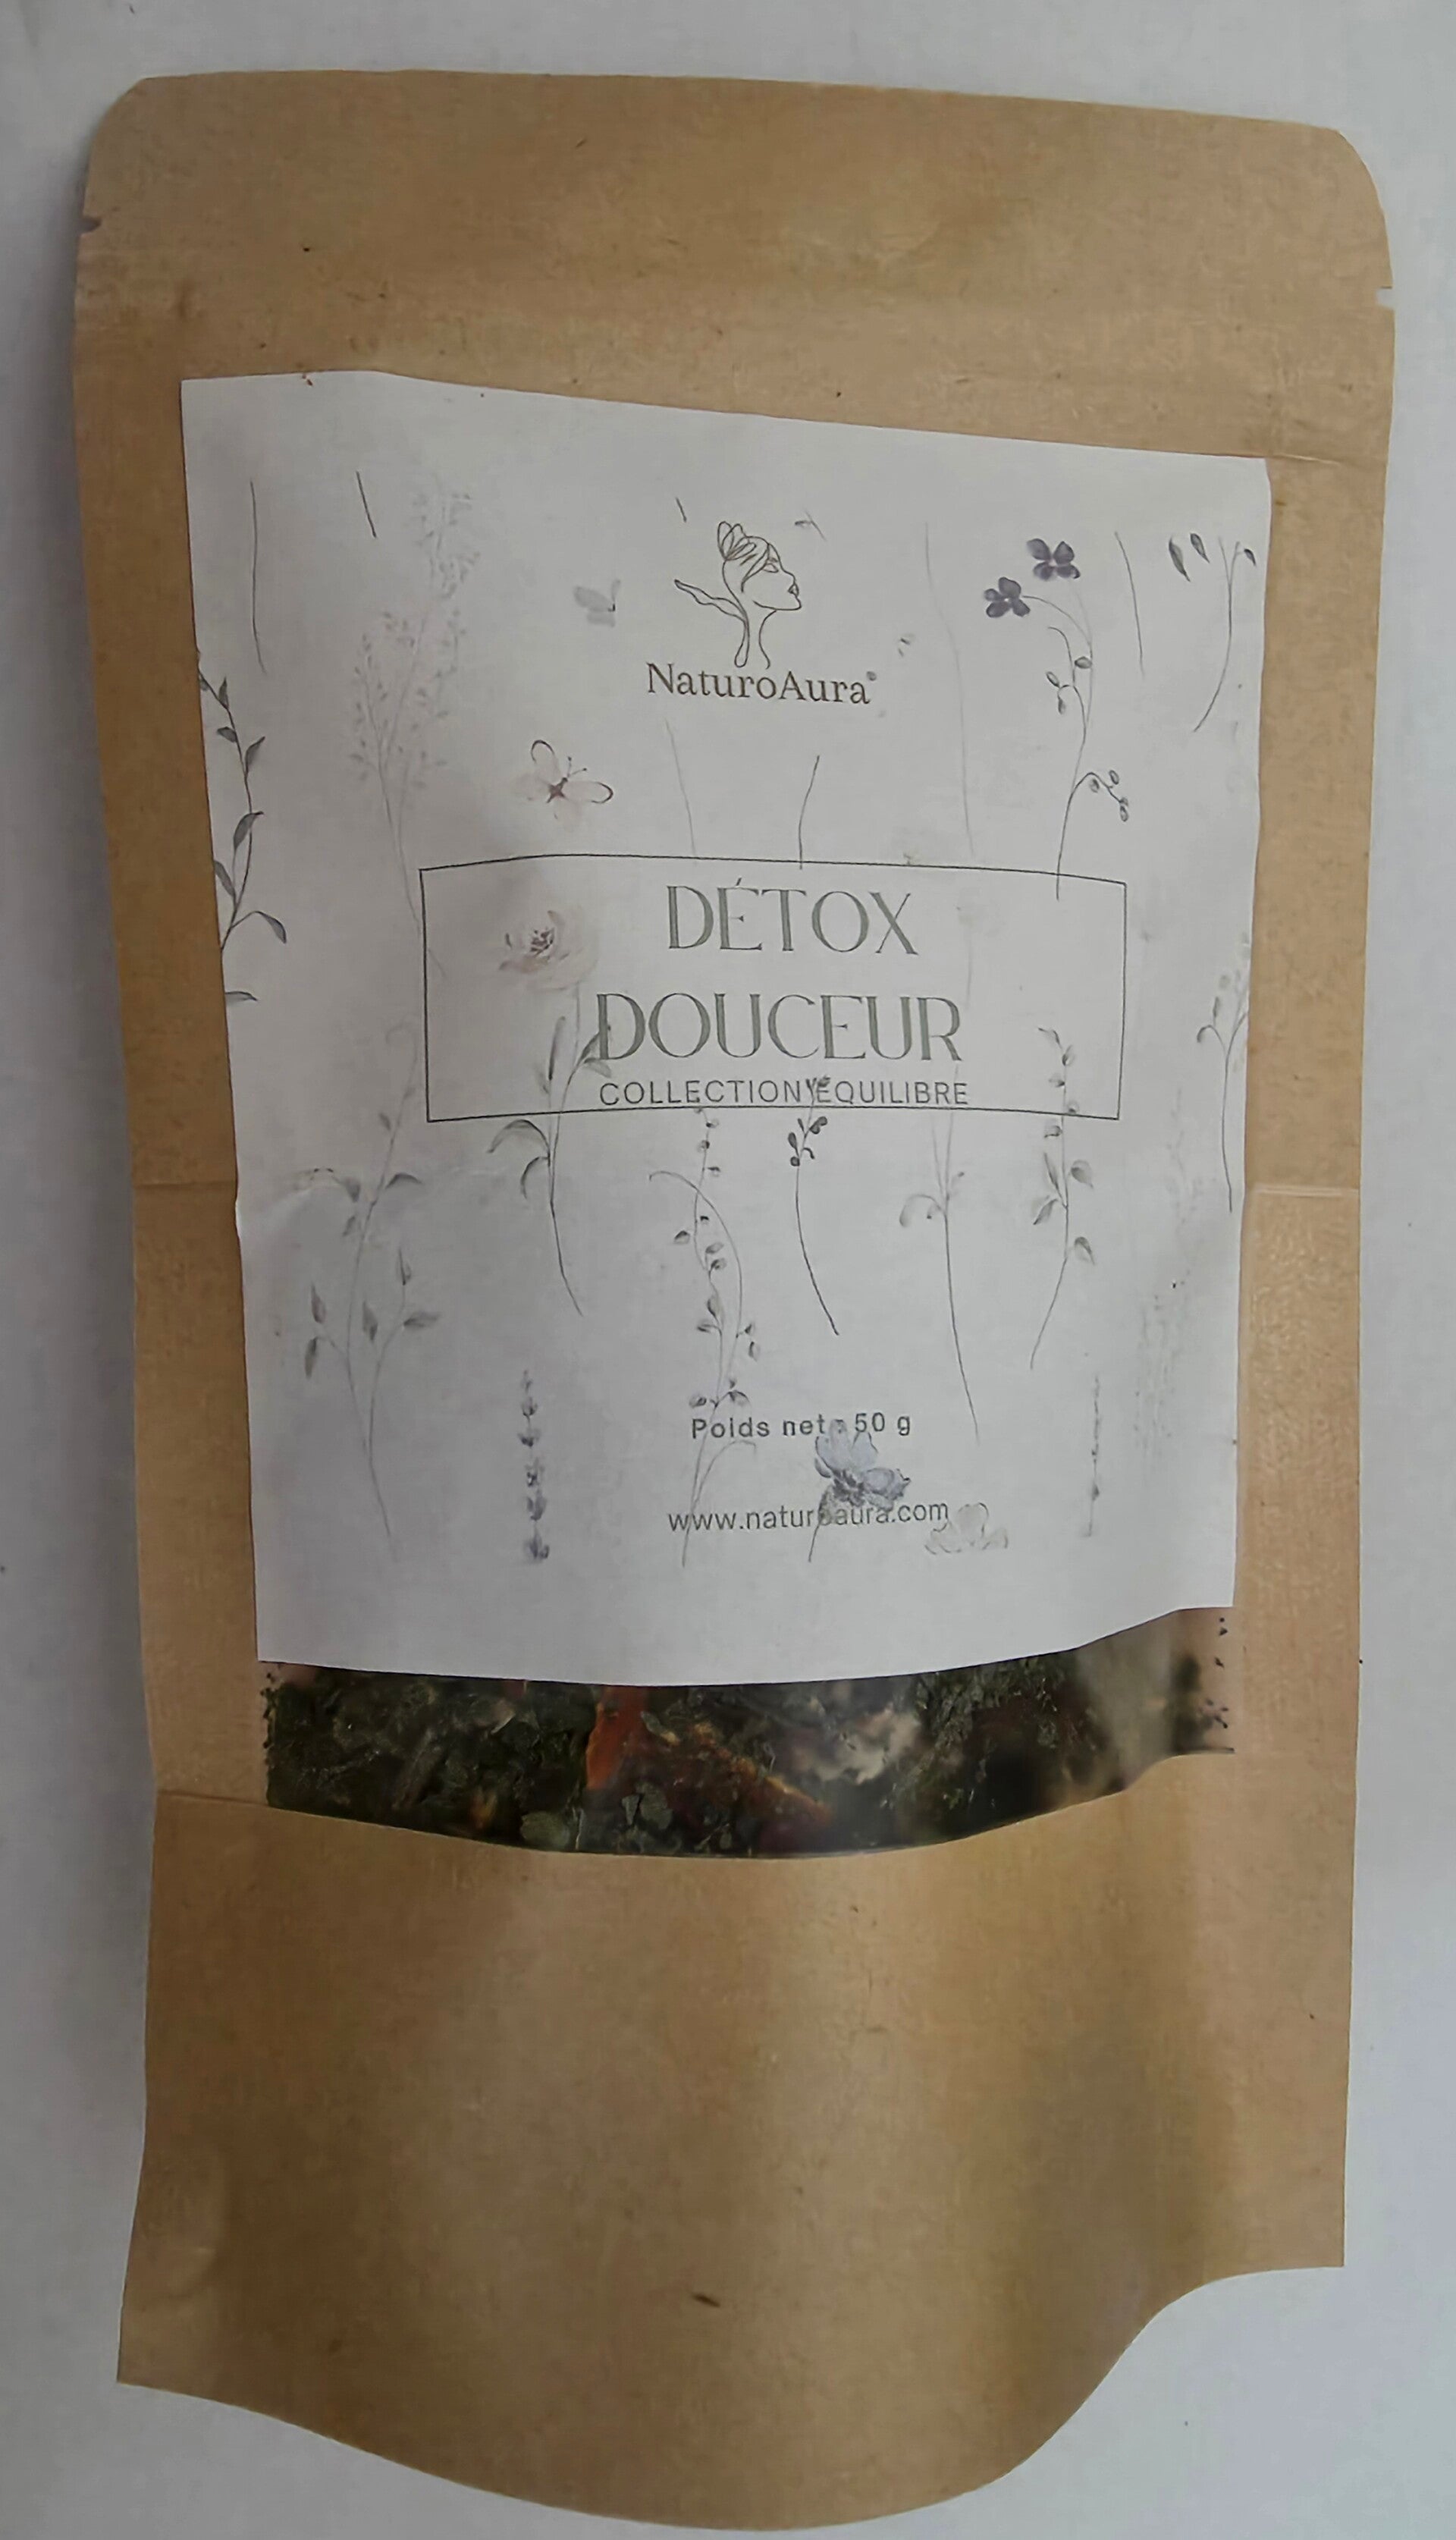 NaturoAura®
DÉTOX
DOUCEUR
COLLECTION ÉQUILIBRE
Poids net : 50 g
www.naturoaura.com